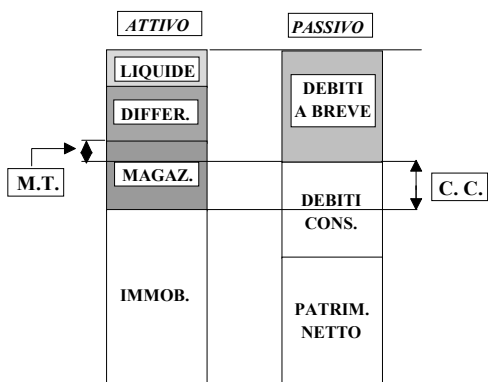 ATTIVO
PASSIVO
LIQUIDE
DIFFER.
MAGAZ.
IMMOB.
M.T.
DEBITI
A BREVE
DEBITI
CONS.
PATRIM.
NETTO
C. C.